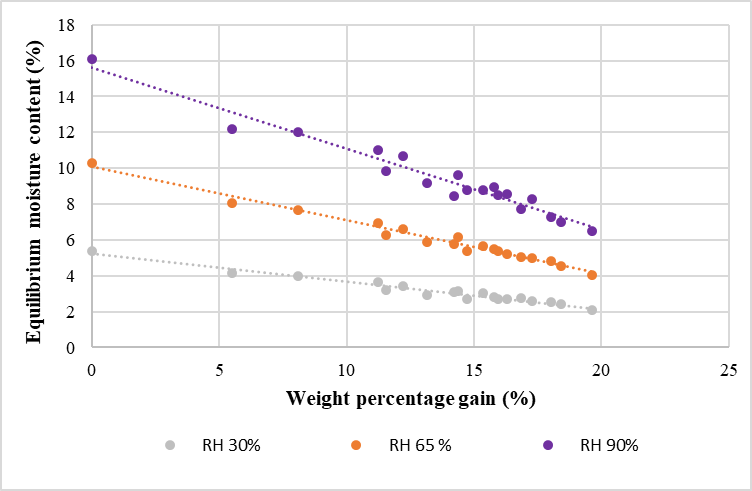 18
16
14
12
10
8
6
4
2
0
Equilibrium moisture content (%)
0 5 10 15 20 25
Weight percentage gain (%)
RH 30% RH 65 % RH 90%